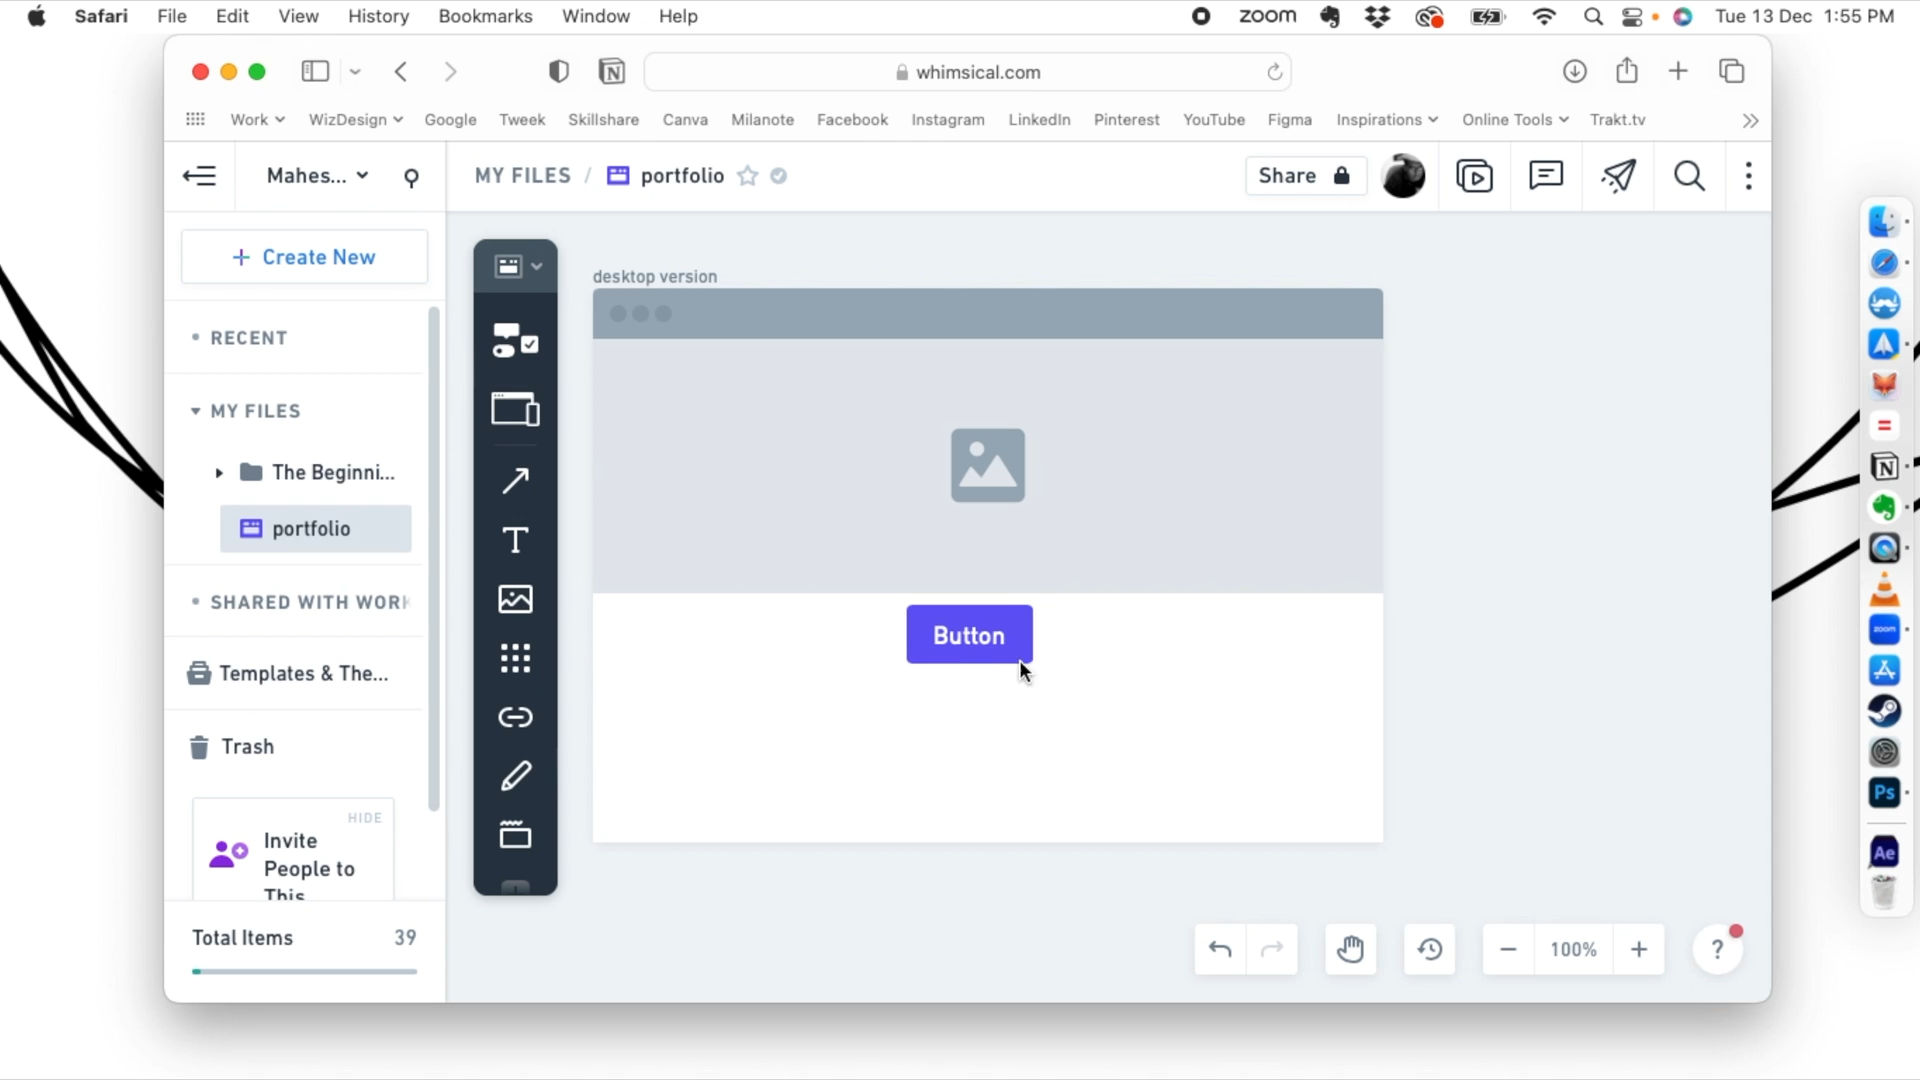 Safari File Edit View History Bookmarks Window Help zoom Tue 13 Dec 1:55 PM
whimsical.com
Work WizDesign Google Tweek Skillshare Canva Milanote Facebook Instagram LinkedIn Pinterest YouTube Figma Inspirations Online Tools Trakt.tv
Mahes... MY FILES / portfolio Share
+ Create New
RECENT
MY FILES
The Beginni...
portfolio
SHARED WITH WORK
Templates & The...
Trash
HIDE
Invite
People to
This
Total Items 39
desktop version
Button
T
100%
?
N
zoom
Ps
Ae